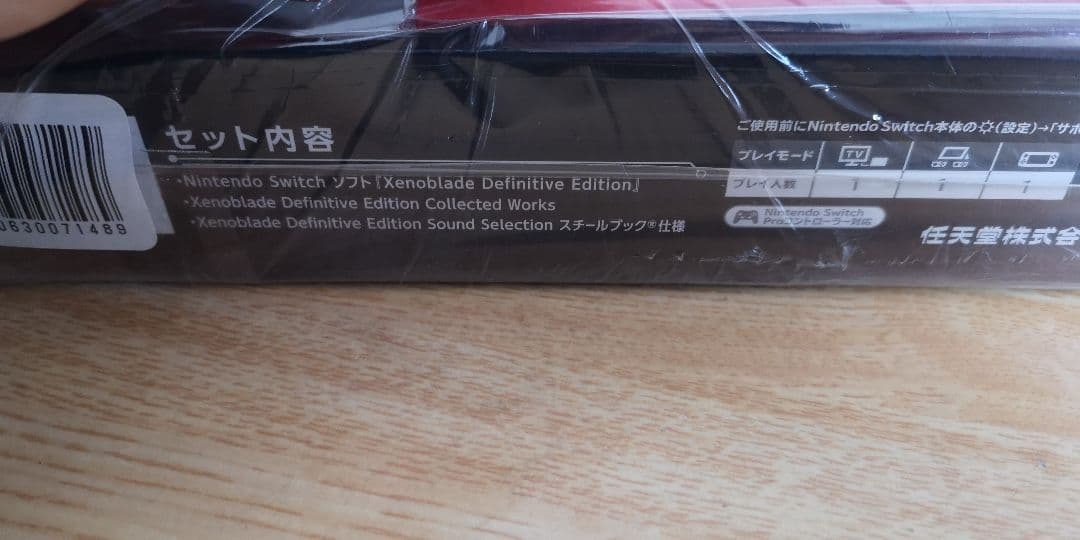 セット内容
・Nintendo Switch ソフト『Xenoblade Definitive Edition』
・Xenoblade Definitive Edition Collected Works
・Xenoblade Definitive Edition Sound Selection スチールブック®仕様
0630071489
ご使用前にNintendo Switch本体の(設定)→「サポ
プレイモード TV
プレイ人数 1 1 1
Nintendo Switch
Proコントローラー対応
任天堂株式会